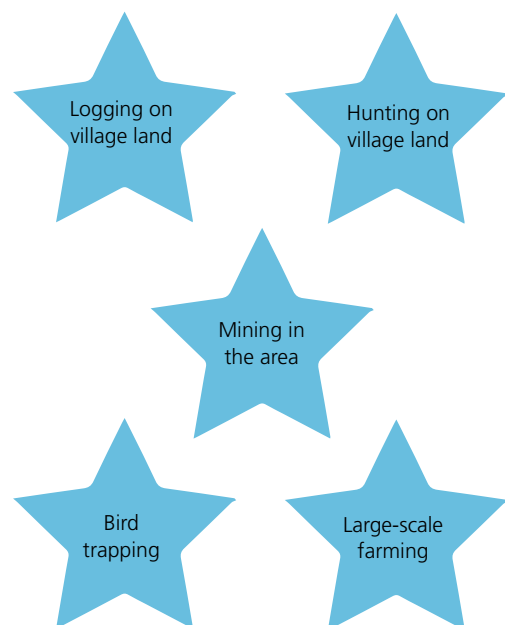 Logging on
village land
Hunting on
village land
Mining in
the area
Bird
trapping
Large-scale
farming